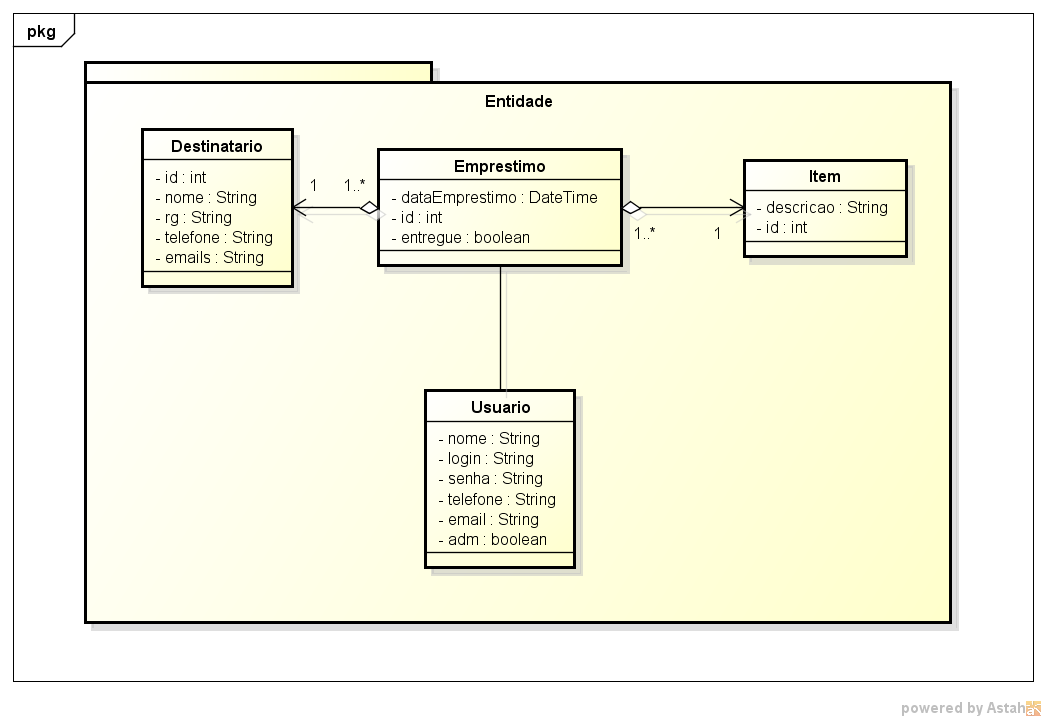 pkg
Entidade
Destinatario
- id : int
- nome : String
- rg : String
- telefone : String
- emails : String
1
1..*
Emprestimo
- dataEmprestimo : DateTime
- id : int
- entregue : boolean
1..*
1
Item
- descricao : String
- id : int
Usuario
- nome : String
- login : String
- senha : String
- telefone : String
- email : String
- adm : boolean
powered by Astah